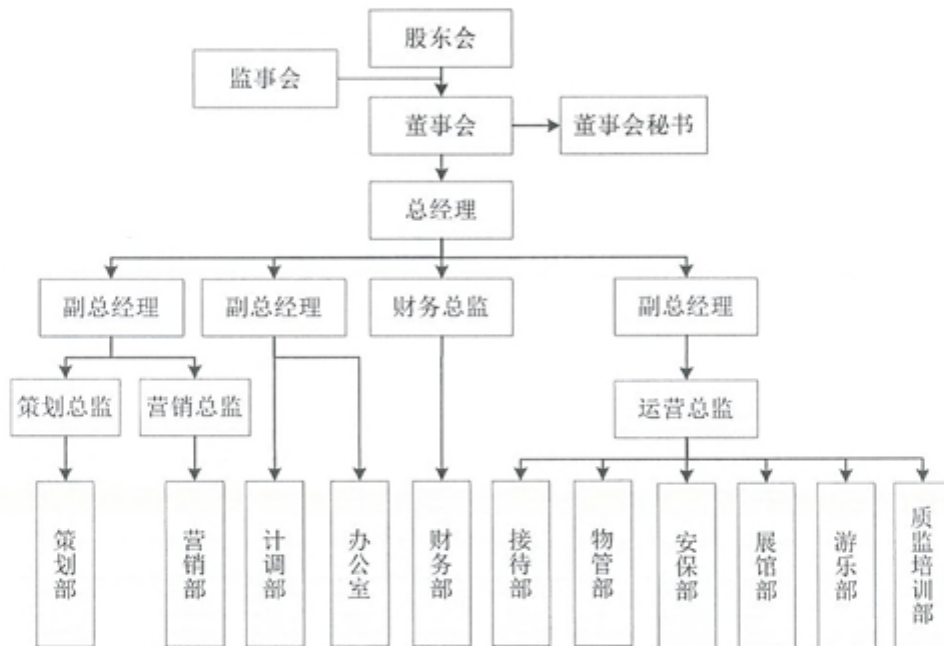 股东会
监事会
董事会
董事会秘书
总经理
副总经理
副总经理
财务总监
副总经理
策划总监
营销总监
运营总监
策划部
营销部
计调部
办公室
财务部
接待部
物管部
安保部
展馆部
游乐部
质监培训部